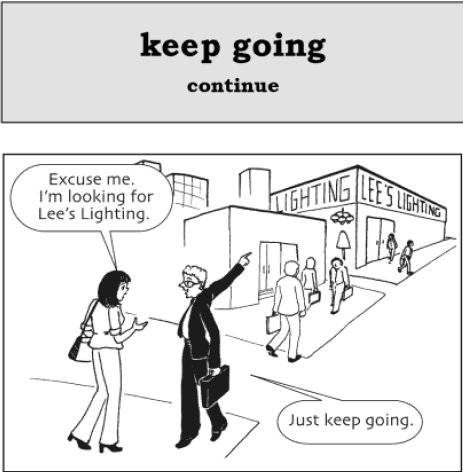 keep going
continue
Excuse me.
I'm looking for
Lee's Lighting.
LIGHTING
LEE'S LIGHTING
Just keep going.